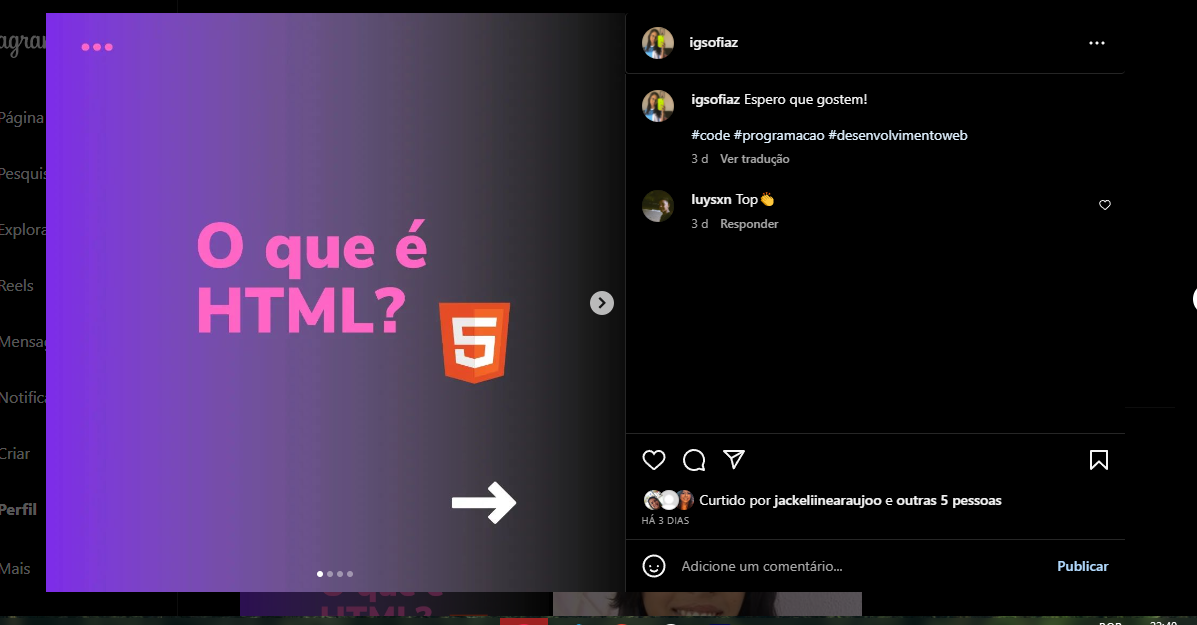 agram
Página
Pesquis
Explora
Reels
Mensag
Notifica
Criar
Perfil
Mais
O que é
HTML?
5
igsofiaz
igsofiaz Espero que gostem!
#code #programacao #desenvolvimentoweb
3 d Ver tradução
luysxn Top👏
3 d Responder
Curtido por jackeliinearaujoo e outras 5 pessoas
HÁ 3 DIAS
Adicione um comentário...
Publicar
O que é
HTML?